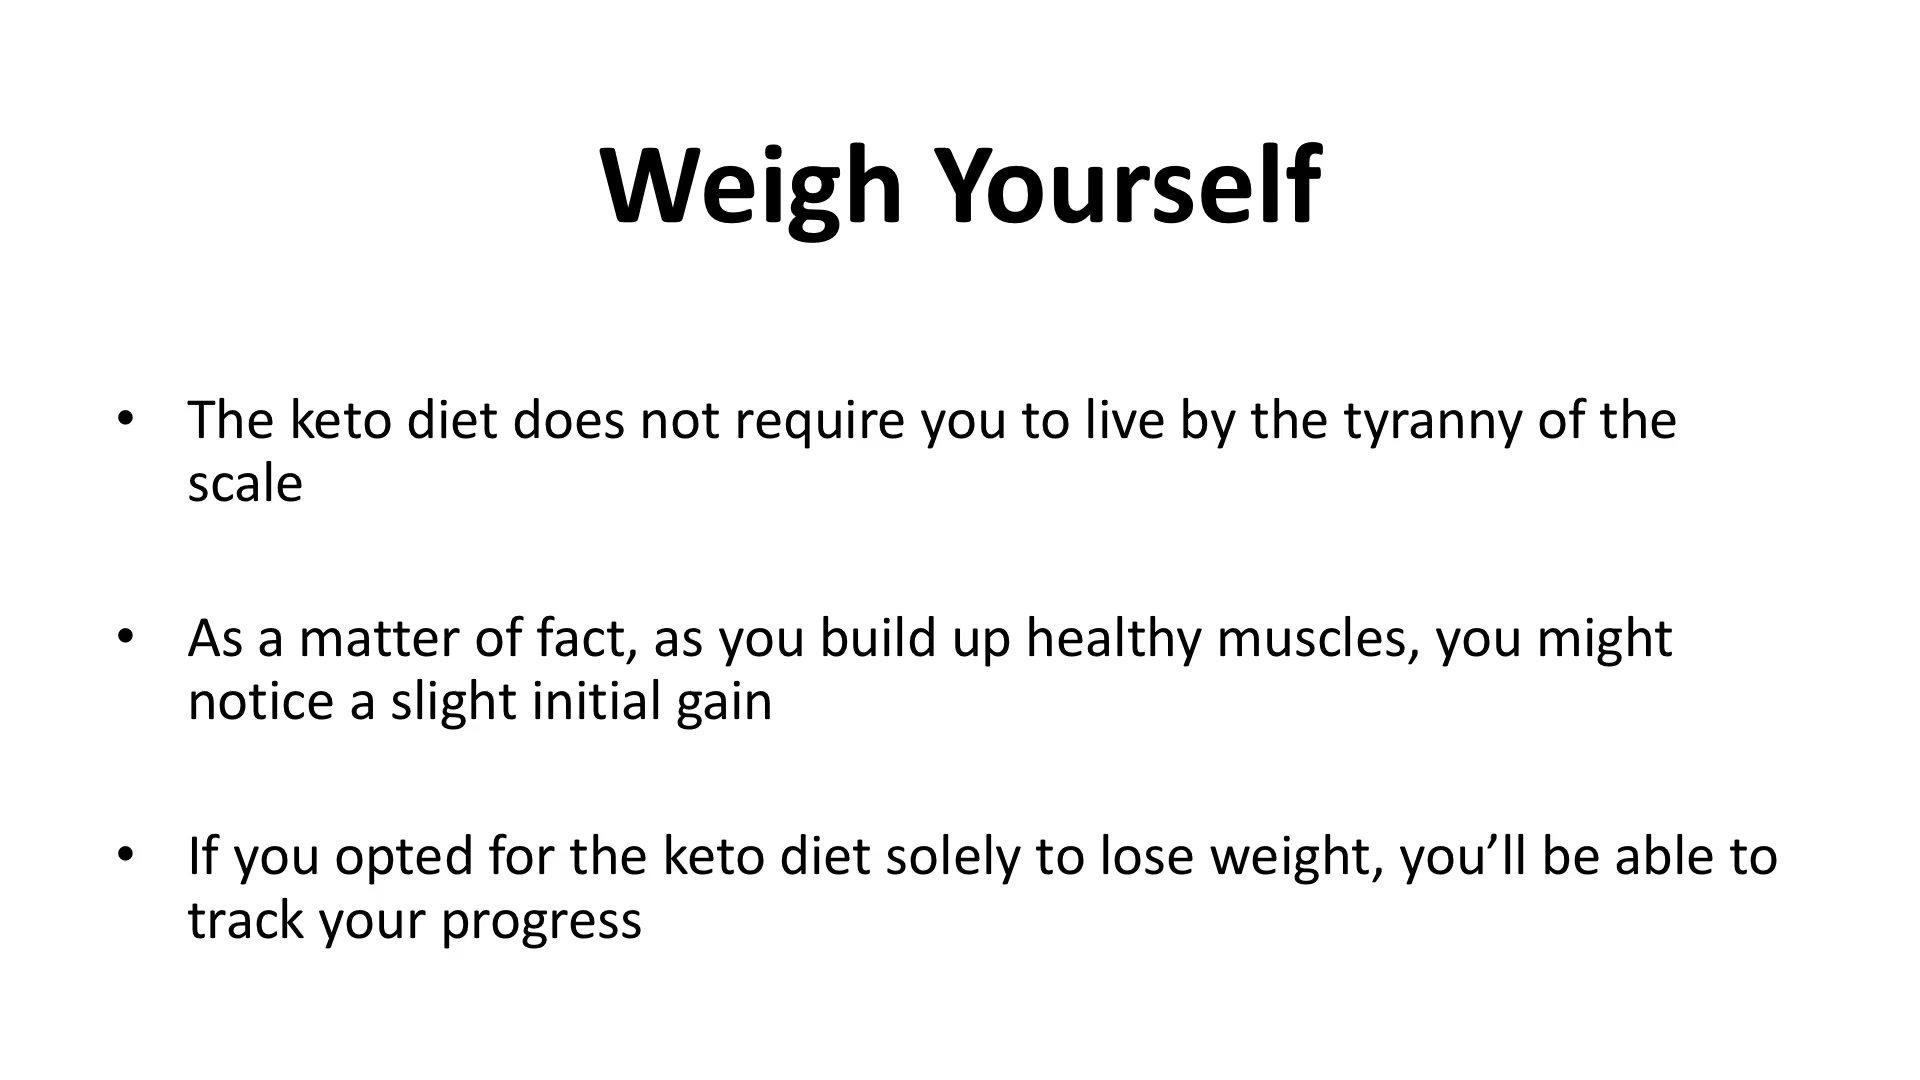 Weigh Yourself
• The keto diet does not require you to live by the tyranny of the
scale
• As a matter of fact, as you build up healthy muscles, you might
notice a slight initial gain
• If you opted for the keto diet solely to lose weight, you’ll be able to
track your progress